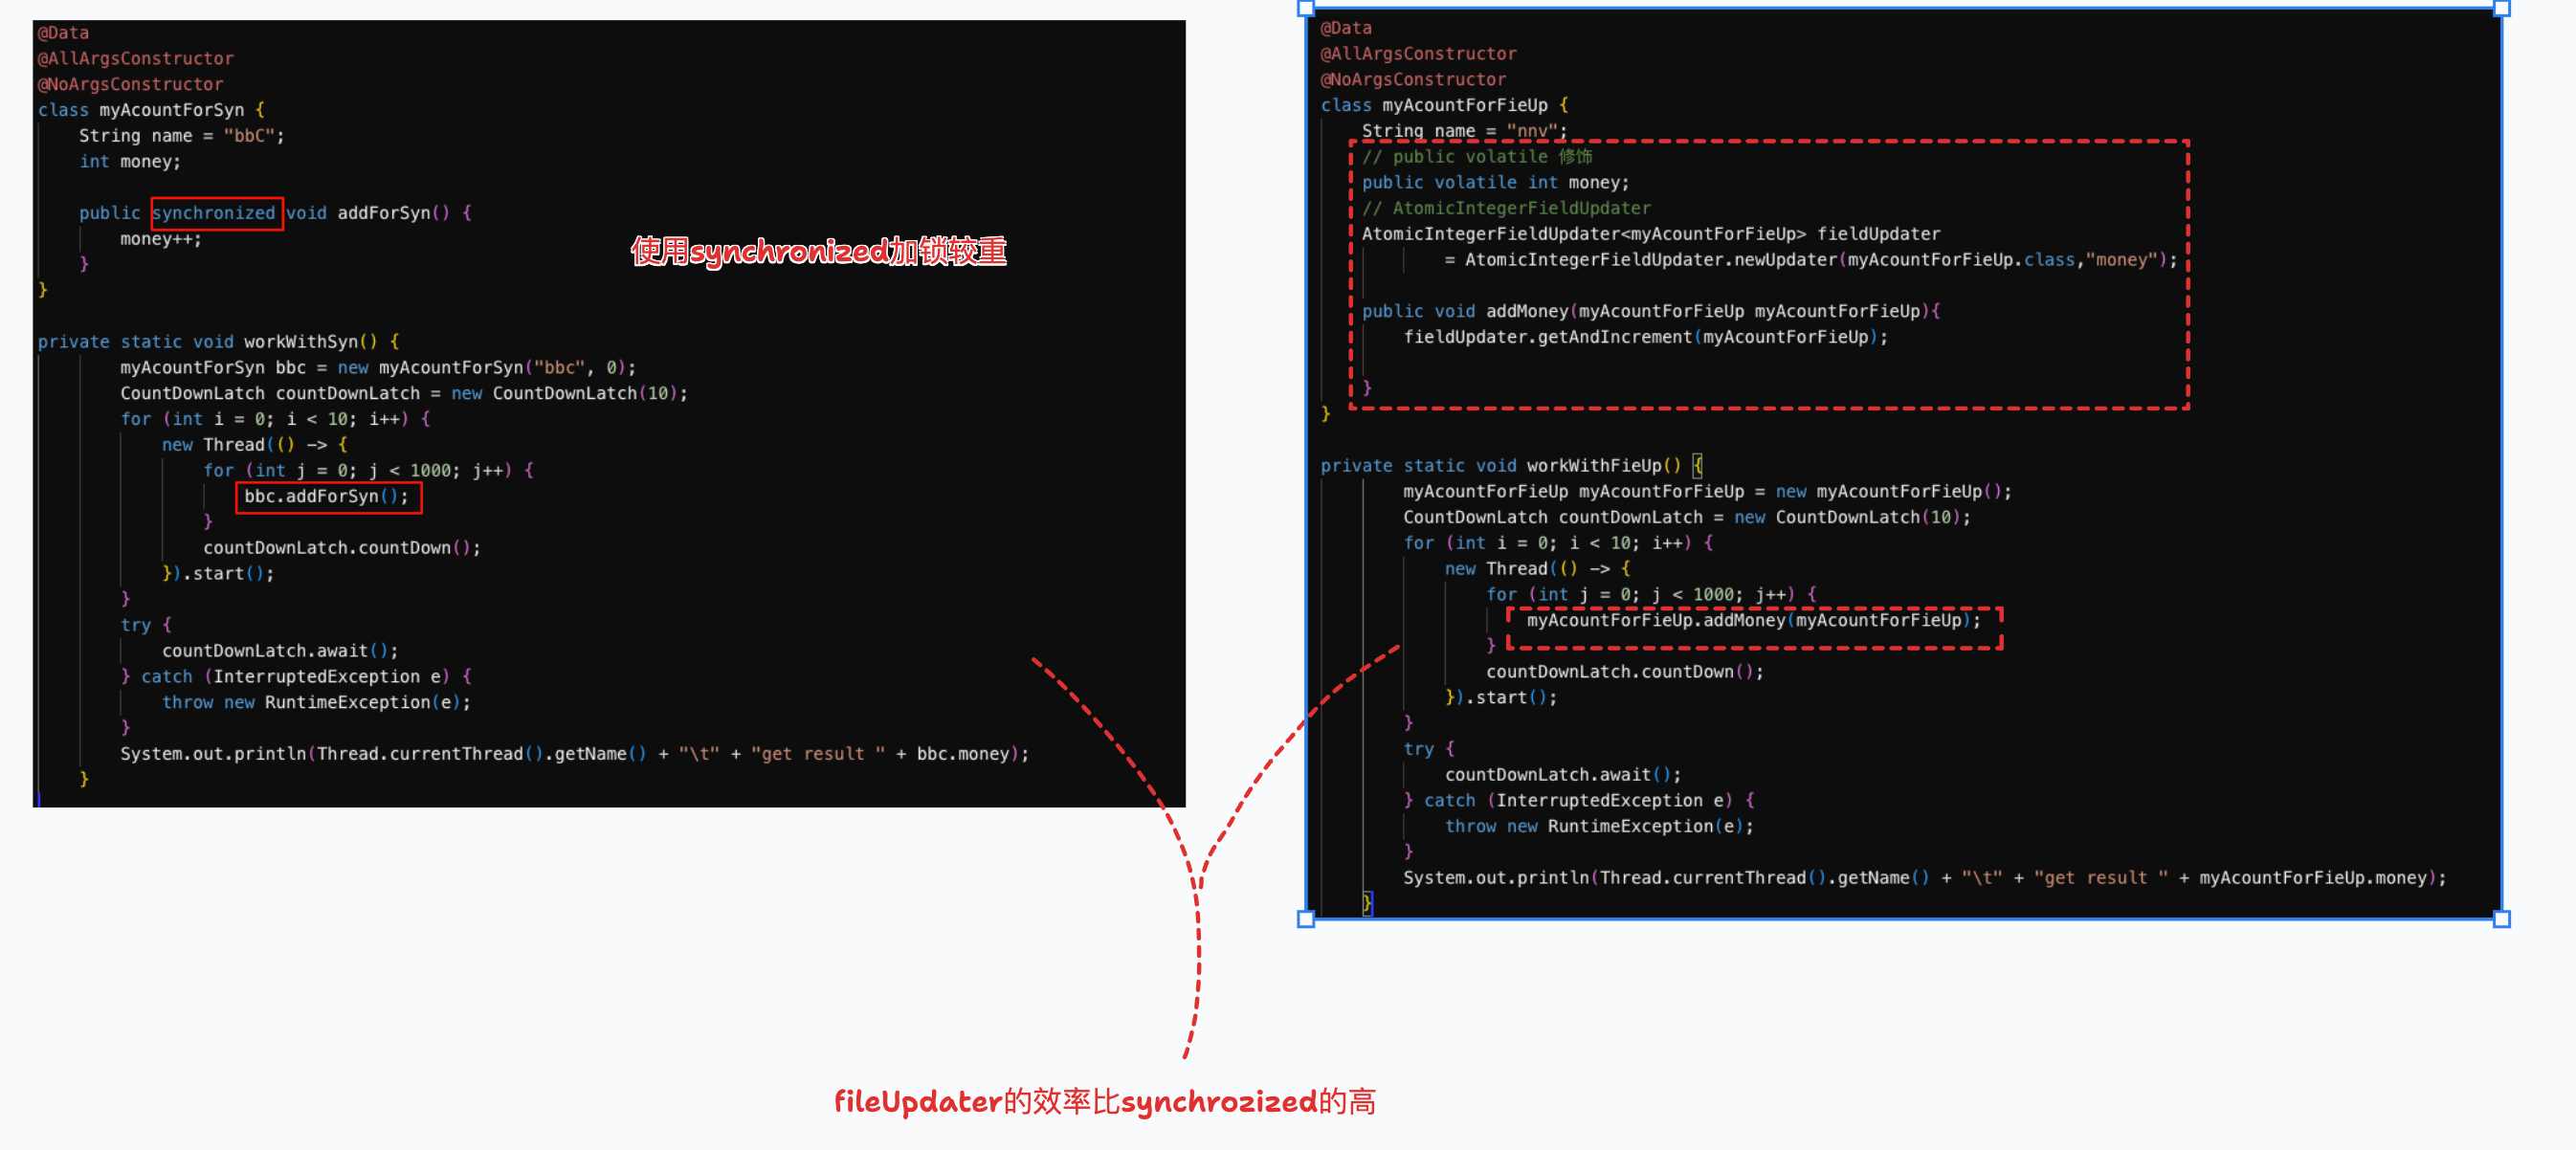 @Data
@AllArgsConstructor
@NoArgsConstructor
class myAcountForSyn {
String name = "bbC";
int money;
public synchronized void addForSyn() {
money++;
}
}
使用synchronized加锁较重
private static void workWithSyn() {
myAcountForSyn bbc = new myAcountForSyn("bbc", 0);
CountDownLatch countDownLatch = new CountDownLatch(10);
for (int i = 0; i < 10; i++) {
new Thread(() -> {
for (int j = 0; j < 1000; j++) {
bbc.addForSyn();
}
countDownLatch.countDown();
}).start();
}
try {
countDownLatch.await();
} catch (InterruptedException e) {
throw new RuntimeException(e);
}
System.out.println(Thread.currentThread().getName() + "\t" + "get result " + bbc.money);
}
@Data
@AllArgsConstructor
@NoArgsConstructor
class myAcountForFieUp {
String name = "nnv";
// public volatile 修饰
public volatile int money;
// AtomicIntegerFieldUpdater
AtomicIntegerFieldUpdater<myAcountForFieUp> fieldUpdater
= AtomicIntegerFieldUpdater.newUpdater(myAcountForFieUp.class,"money");
public void addMoney(myAcountForFieUp myAcountForFieUp){
fieldUpdater.getAndIncrement(myAcountForFieUp);
}
}
private static void workWithFieUp() {
myAcountForFieUp myAcountForFieUp = new myAcountForFieUp();
CountDownLatch countDownLatch = new CountDownLatch(10);
for (int i = 0; i < 10; i++) {
new Thread(() -> {
for (int j = 0; j < 1000; j++) {
myAcountForFieUp.addMoney(myAcountForFieUp);
}
countDownLatch.countDown();
}).start();
}
try {
countDownLatch.await();
} catch (InterruptedException e) {
throw new RuntimeException(e);
}
System.out.println(Thread.currentThread().getName() + "\t" + "get result " + myAcountForFieUp.money);
}
fileUpdater的效率比synchrozized的高